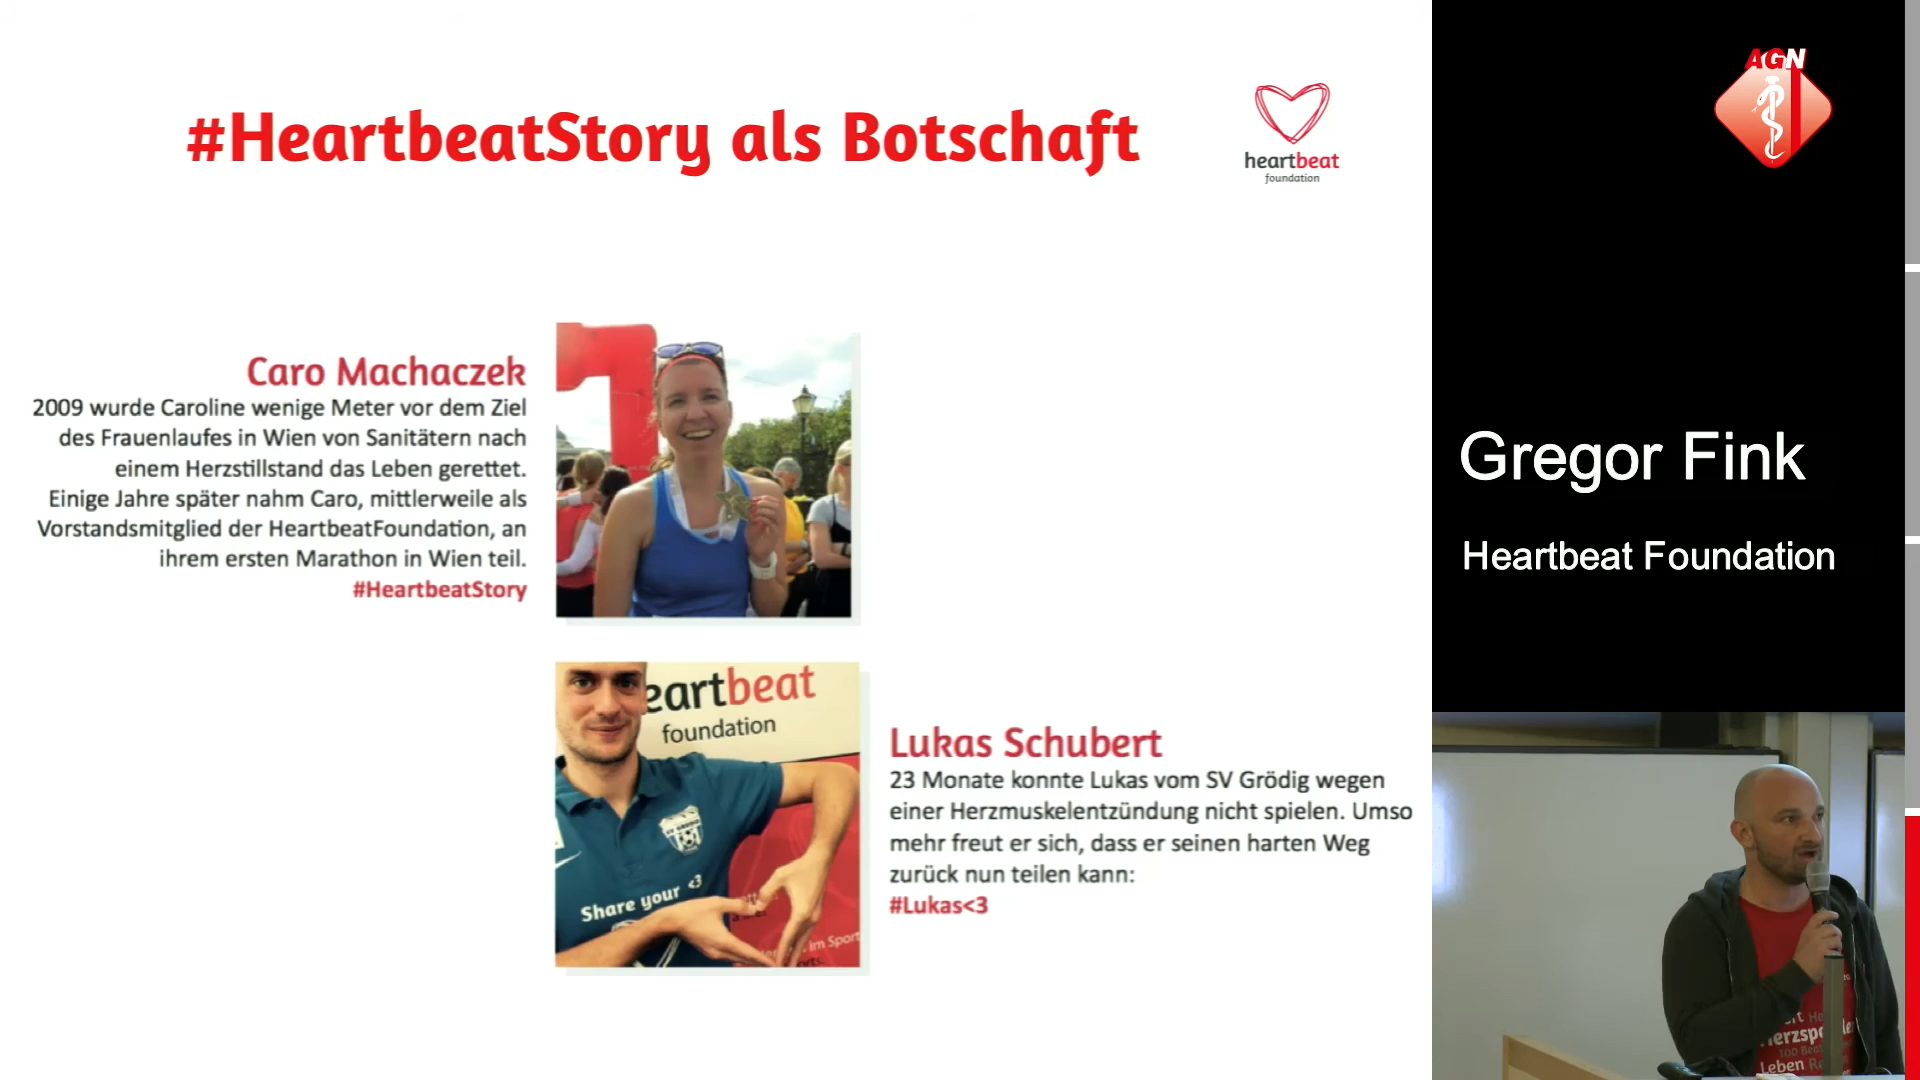 #HeartbeatStory als Botschaft
heartbeat
foundation
Caro Machaczek
2009 wurde Caroline wenige Meter vor dem Ziel
des Frauenlaufes in Wien von Sanitätern nach
einem Herzstillstand das Leben gerettet.
Einige Jahre später nahm Caro, mittlerweile als
Vorstandsmitglied der HeartbeatFoundation, an
ihrem ersten Marathon in Wien teil.
#HeartbeatStory
eartbeat
foundation
Share your <3
im Sport
Lukas Schubert
23 Monate konnte Lukas vom SV Grödig wegen
einer Herzmuskelentzündung nicht spielen. Umso
mehr freut er sich, dass er seinen harten Weg
zurück nun teilen kann:
#Lukas<3
AGN
Gregor Fink
Heartbeat Foundation
Leben